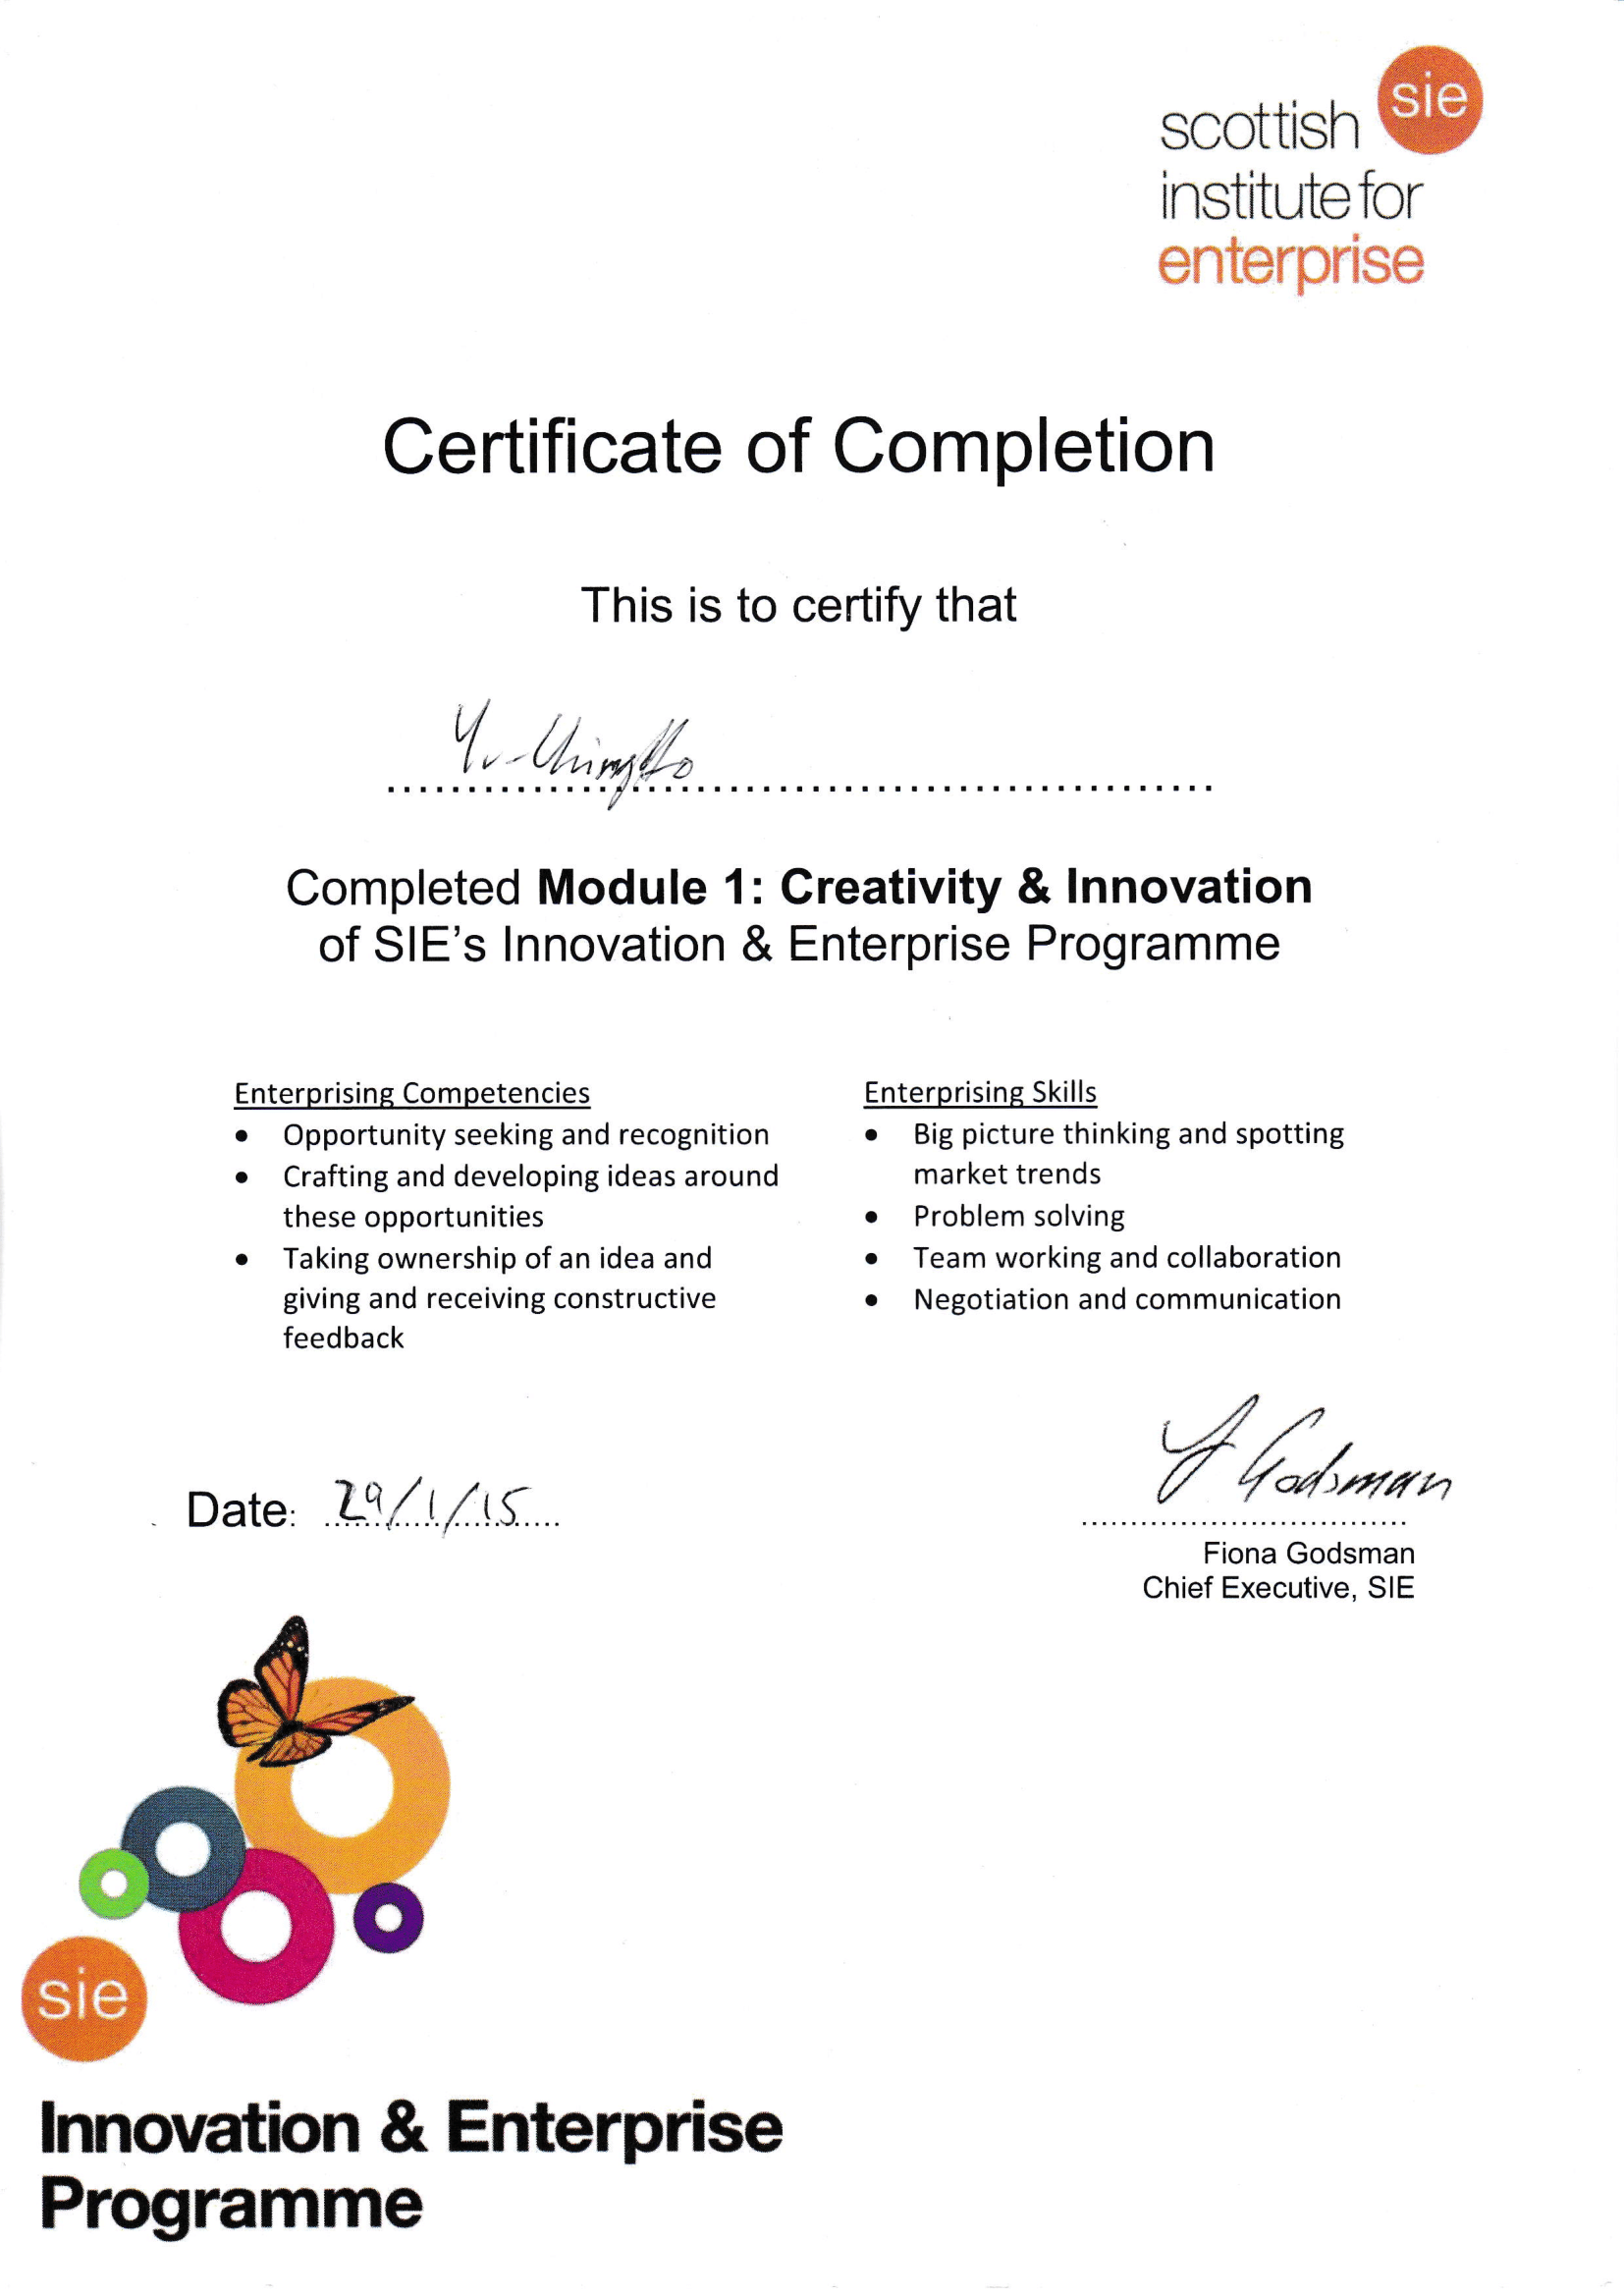 sie
scottish
institute for
enterprise
Certificate of Completion
This is to certify that
Yu-Ching Ho
Completed Module 1: Creativity & Innovation
of SIE's Innovation & Enterprise Programme
Enterprising Competencies
• Opportunity seeking and recognition
• Crafting and developing ideas around
these opportunities
• Taking ownership of an idea and
giving and receiving constructive
feedback
Enterprising Skills
• Big picture thinking and spotting
market trends
• Problem solving
• Team working and collaboration
• Negotiation and communication
Date: 29/1/15
F Godsman
Fiona Godsman
Chief Executive, SIE
sie
Innovation & Enterprise
Programme